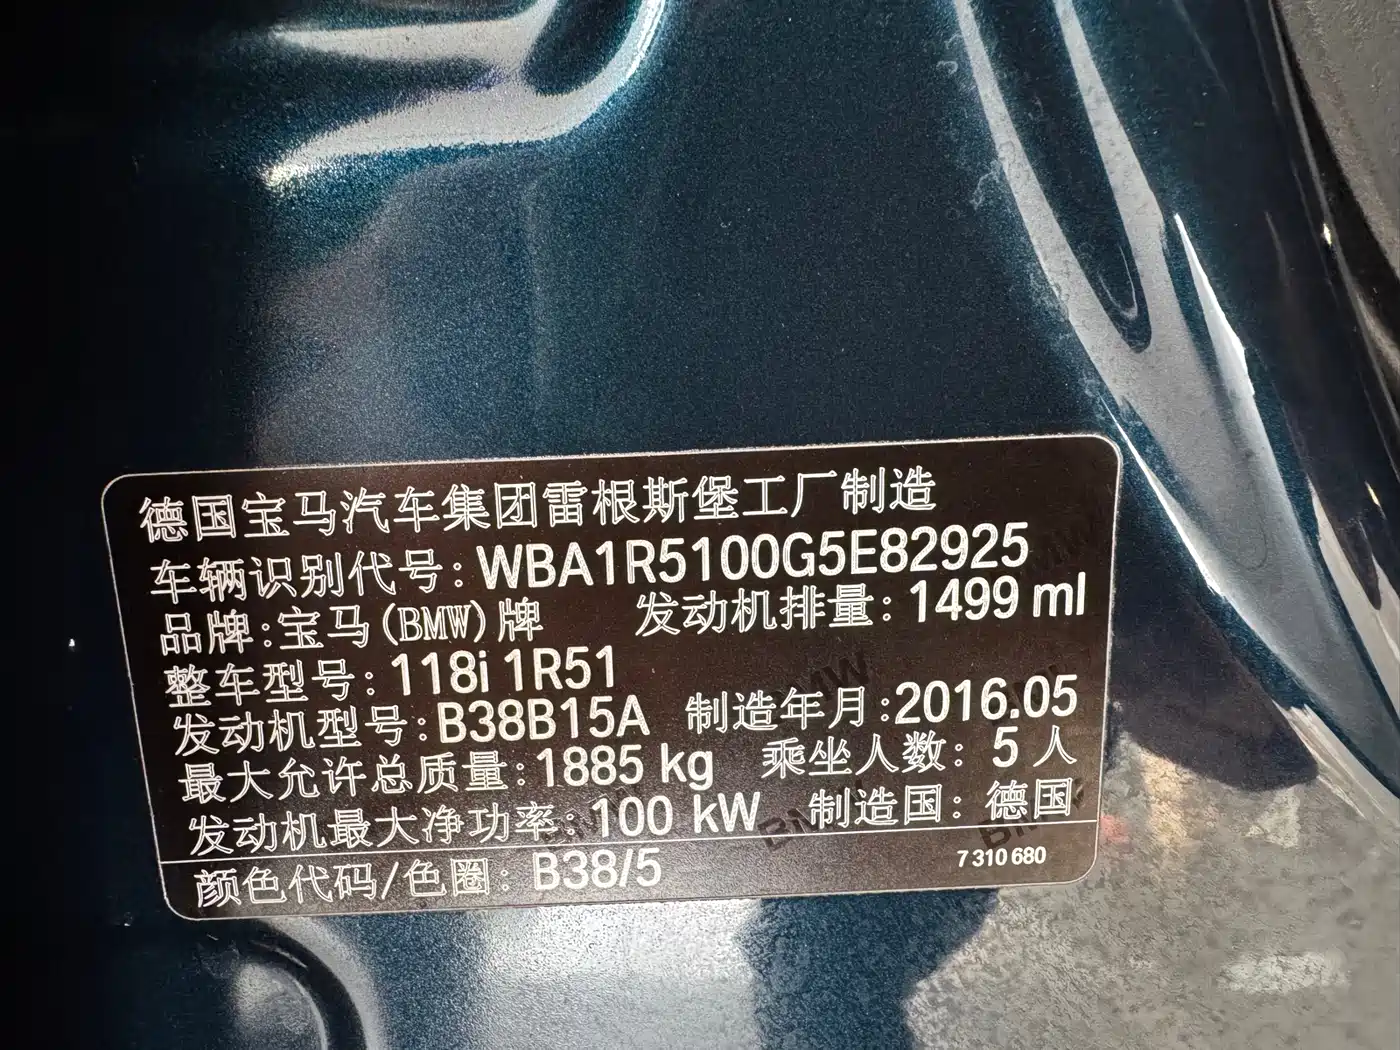 德国宝马汽车集团雷根斯堡工厂制造
车辆识别代号: WBA1R5100G5E82925
品牌:宝马(BMW)牌 发动机排量: 1499 ml
整车型号: 118i 1R51
发动机型号:B38B15A 制造年月:2016.05
最大允许总质量:1885 kg 乘坐人数: 5 人
发动机最大净功率: 100 kW 制造国: 德国
颜色代码/色圈: B38/5 7 310 680